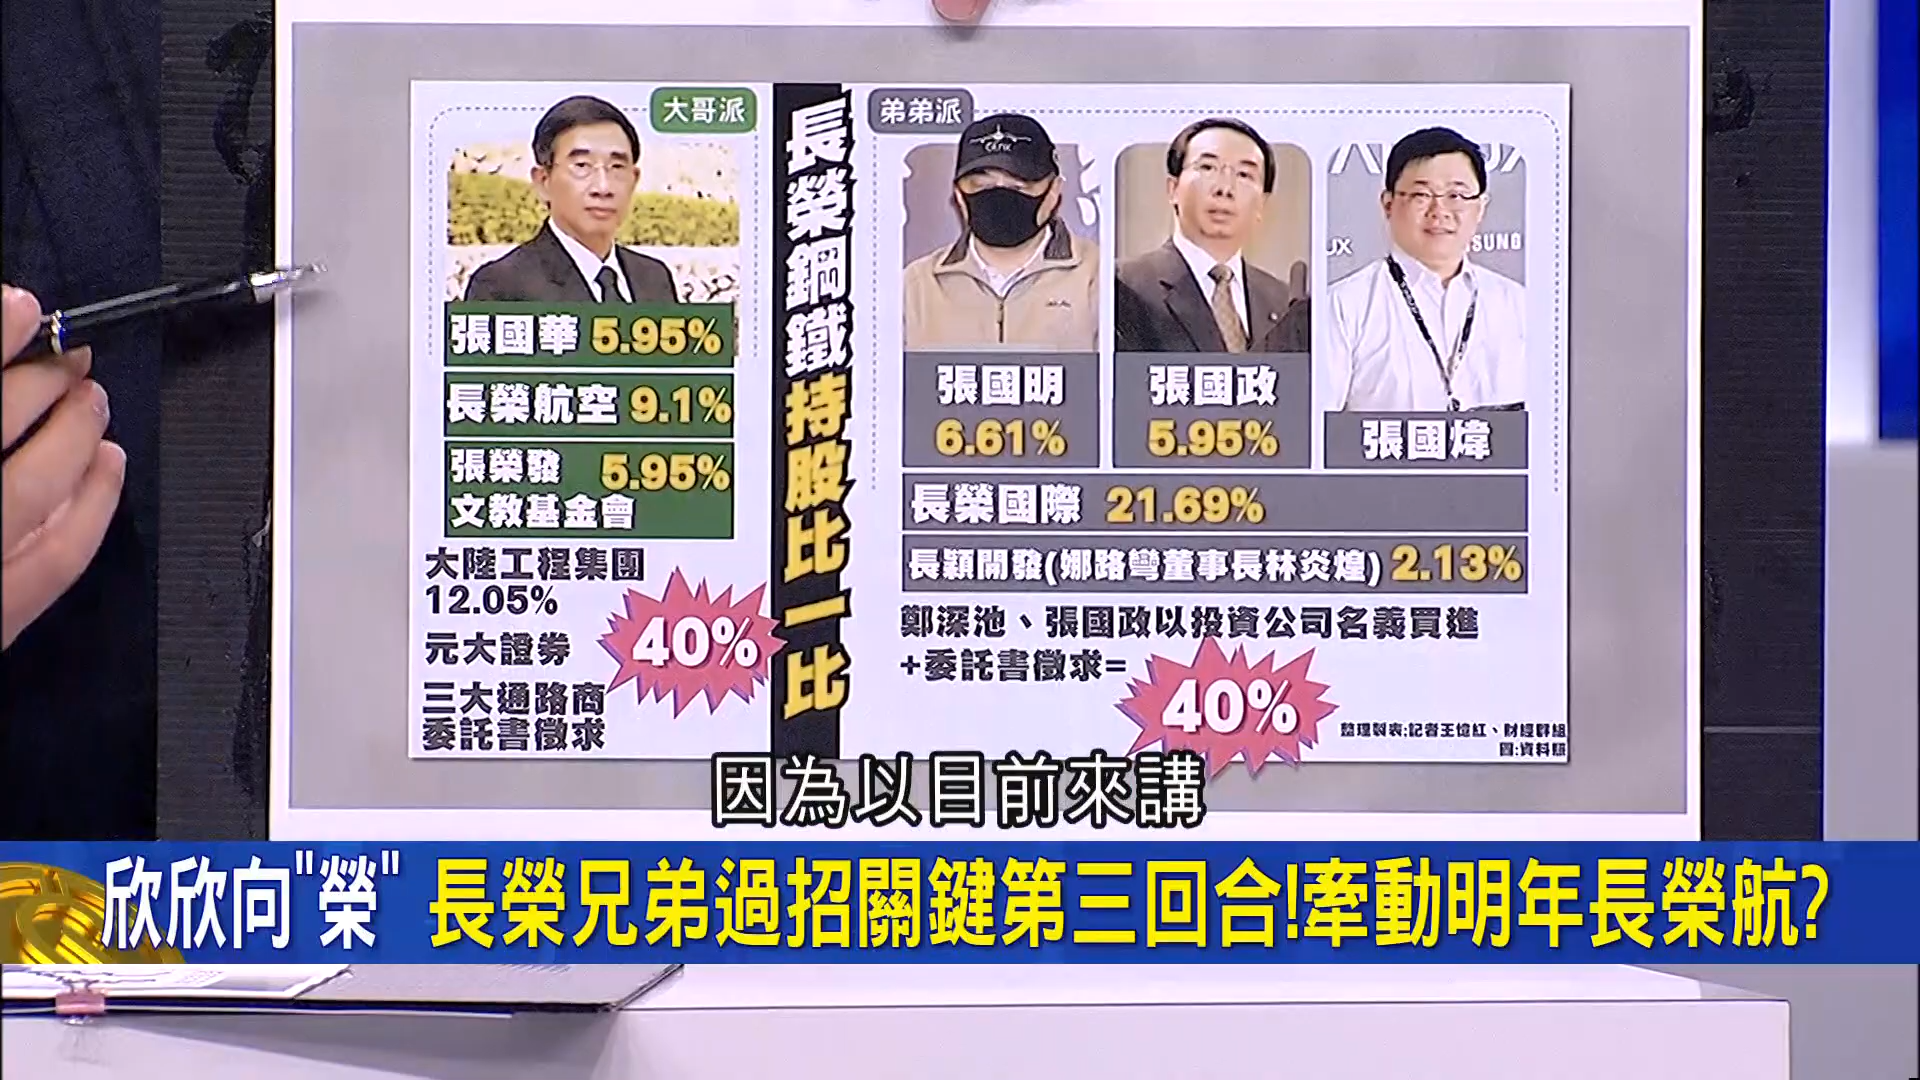 大哥派
張國華 5.95%
長榮航空 9.1%
張榮發 5.95%
文教基金會
大陸工程集團
12.05%
元大證券
三大通路商
委託書徵求
40%
長榮鋼鐵持股比一比
弟弟派
UX
SUNG
張國明
6.61%
張國政
5.95%
張國煒
長榮國際 21.69%
長穎開發(娜路彎董事長林炎煌) 2.13%
鄭深池、張國政以投資公司名義買進
+委託書徵求=
40%
整理製表:記者王憶紅、財經群組
圖:資料照
因為以目前來講
欣欣向"榮" 長榮兄弟過招關鍵第三回合!牽動明年長榮航?